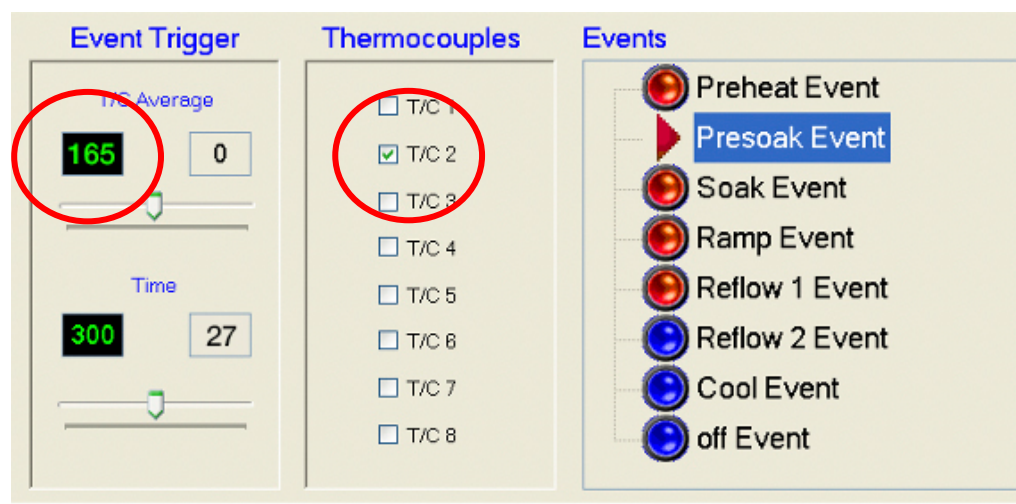 Event Trigger
T/C Average
165 0
Time
300 27
Thermocouples
T/C 1
T/C 2
T/C 3
T/C 4
T/C 5
T/C 6
T/C 7
T/C 8
Events
Preheat Event
Presoak Event
Soak Event
Ramp Event
Reflow 1 Event
Reflow 2 Event
Cool Event
off Event